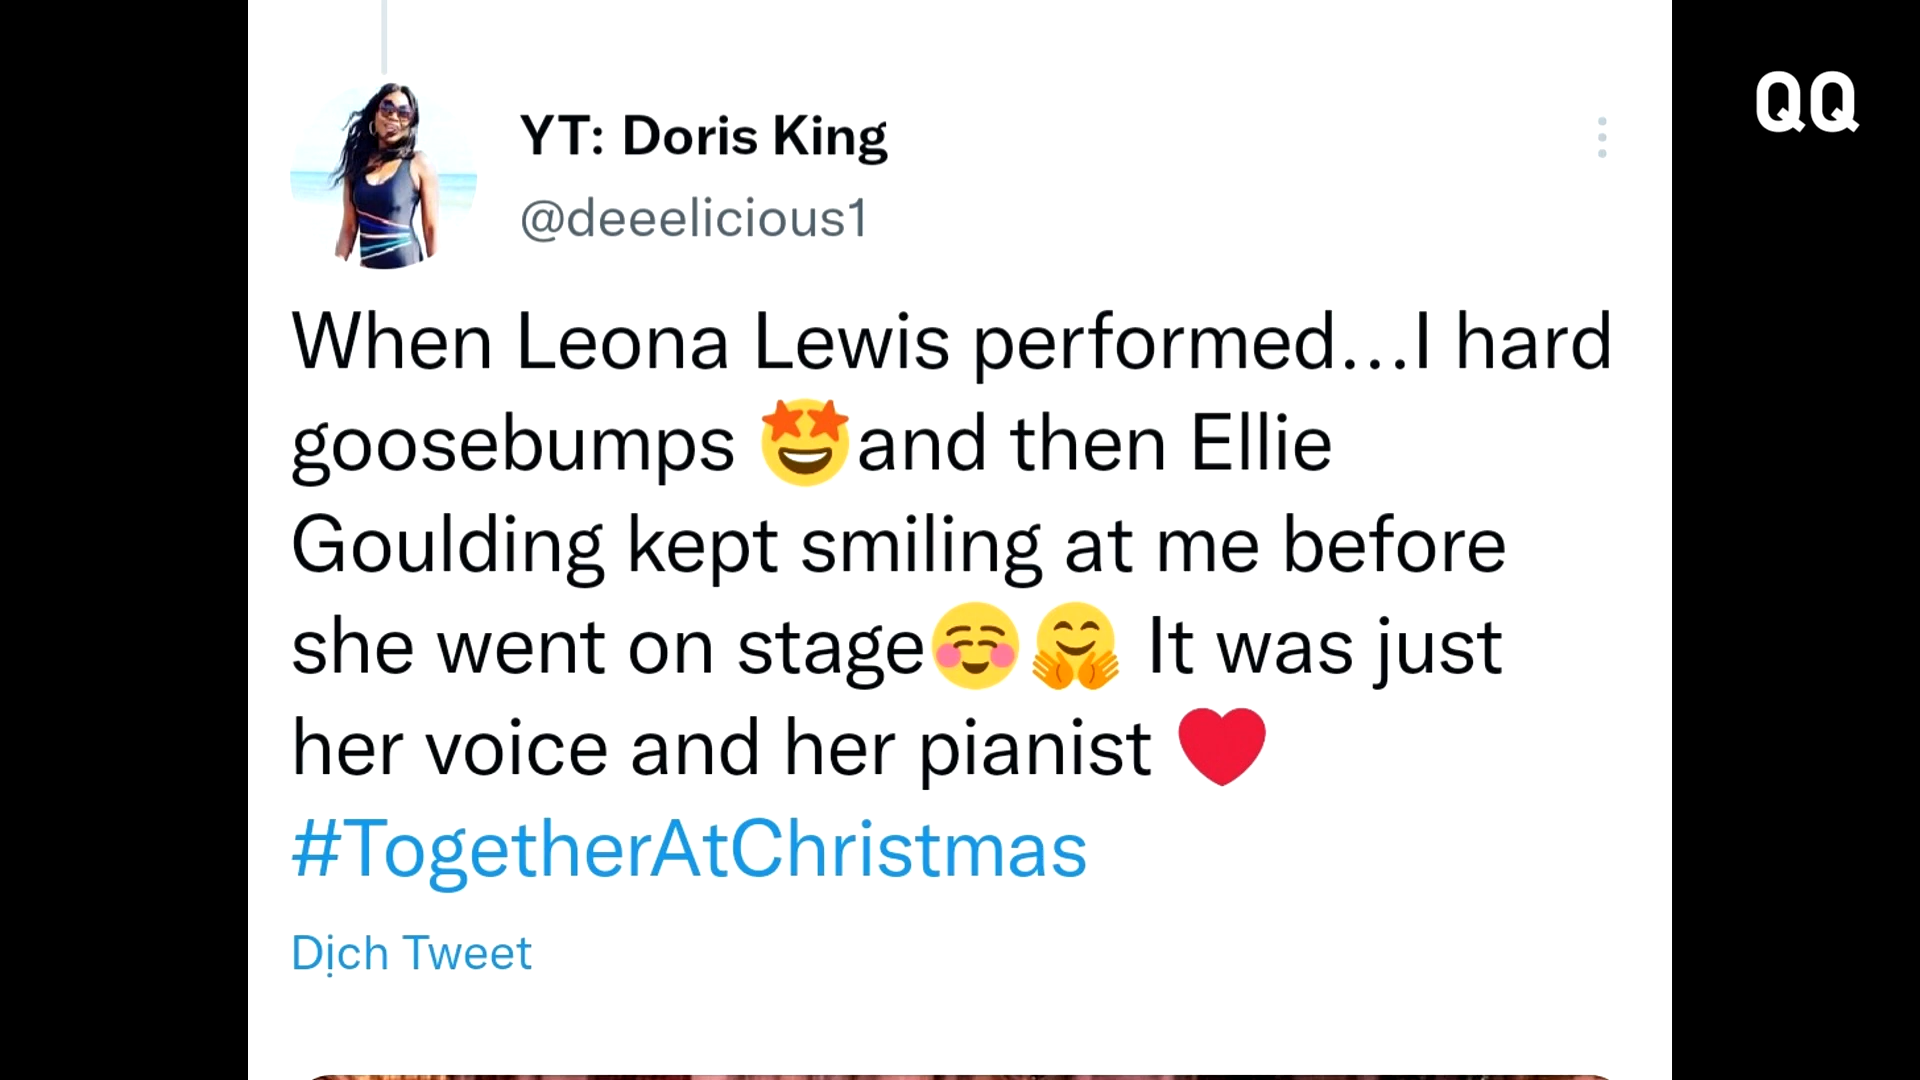 YT: Doris King
QQ
@deeelicious1
When Leona Lewis performed...I hard
goosebumps 🤩and then Ellie
Goulding kept smiling at me before
she went on stage☺️🤗 It was just
her voice and her pianist ❤️
#TogetherAtChristmas
Dịch Tweet